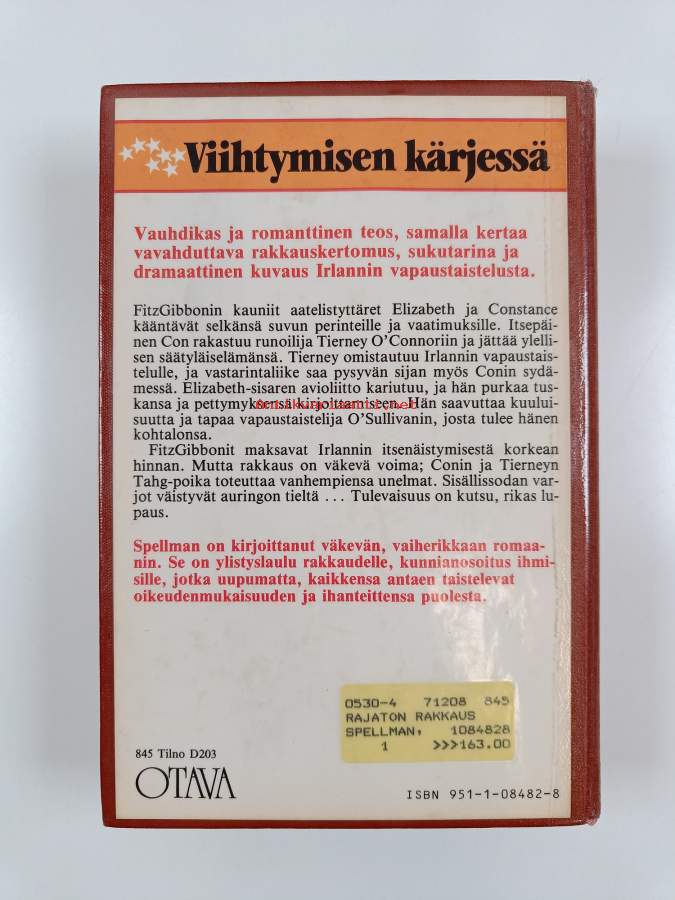 Viihtymisen kärjessä
Vauhdikas ja romanttinen teos, samalla kertaa
vavahduttava rakkauskertomus, sukutarina ja
dramaattinen kuvaus Irlannin vapaustaistelusta.
FitzGibbonin kauniit aatelistyttäret Elizabeth ja Constance
kääntävät selkänsä suvun perinteille ja vaatimuksille. Itsepäi-
nen Con rakastuu runoilija Tierney O'Connoriin ja jättää ylelli-
sen säätyläiselämänsä. Tierney omistautuu Irlannin vapaustais-
telulle, ja vastarintaliike saa pysyvän sijan myös Conin sydä-
messä. Elizabeth-sisaren avioliitto kariutuu, ja hän purkaa tus-
kansa ja pettymyksensä kirjoittamiseen. Hän saavuttaa kuului-
suutta ja tapaa vapaustaistelija O'Sullivanin, josta tulee hänen
kohtalonsa.
FitzGibbonit maksavat Irlannin itsenäistymisestä korkean
hinnan. Mutta rakkaus on väkevä voima; Conin ja Tierneyn
Tahg-poika toteuttaa vanhempiensa unelmat. Sisällissodan var-
jot väistyvät auringon tieltä ... Tulevaisuus on kutsu, rikas lu-
paus.
Spellman on kirjoittanut väkevän, vaiherikkaan romaa-
nin. Se on ylistyslaulu rakkaudelle, kunnianosoitus ihmi-
sille, jotka uupumatta, kaikkensa antaen taistelevat
oikeudenmukaisuuden ja ihanteittensa puolesta.
0530-4 71208 845
RAJATON RAKKAUS
SPELLMAN, 1084828
1 >>>163.00
845 Tilno D203
OTAVA
ISBN 951-1-08482-8